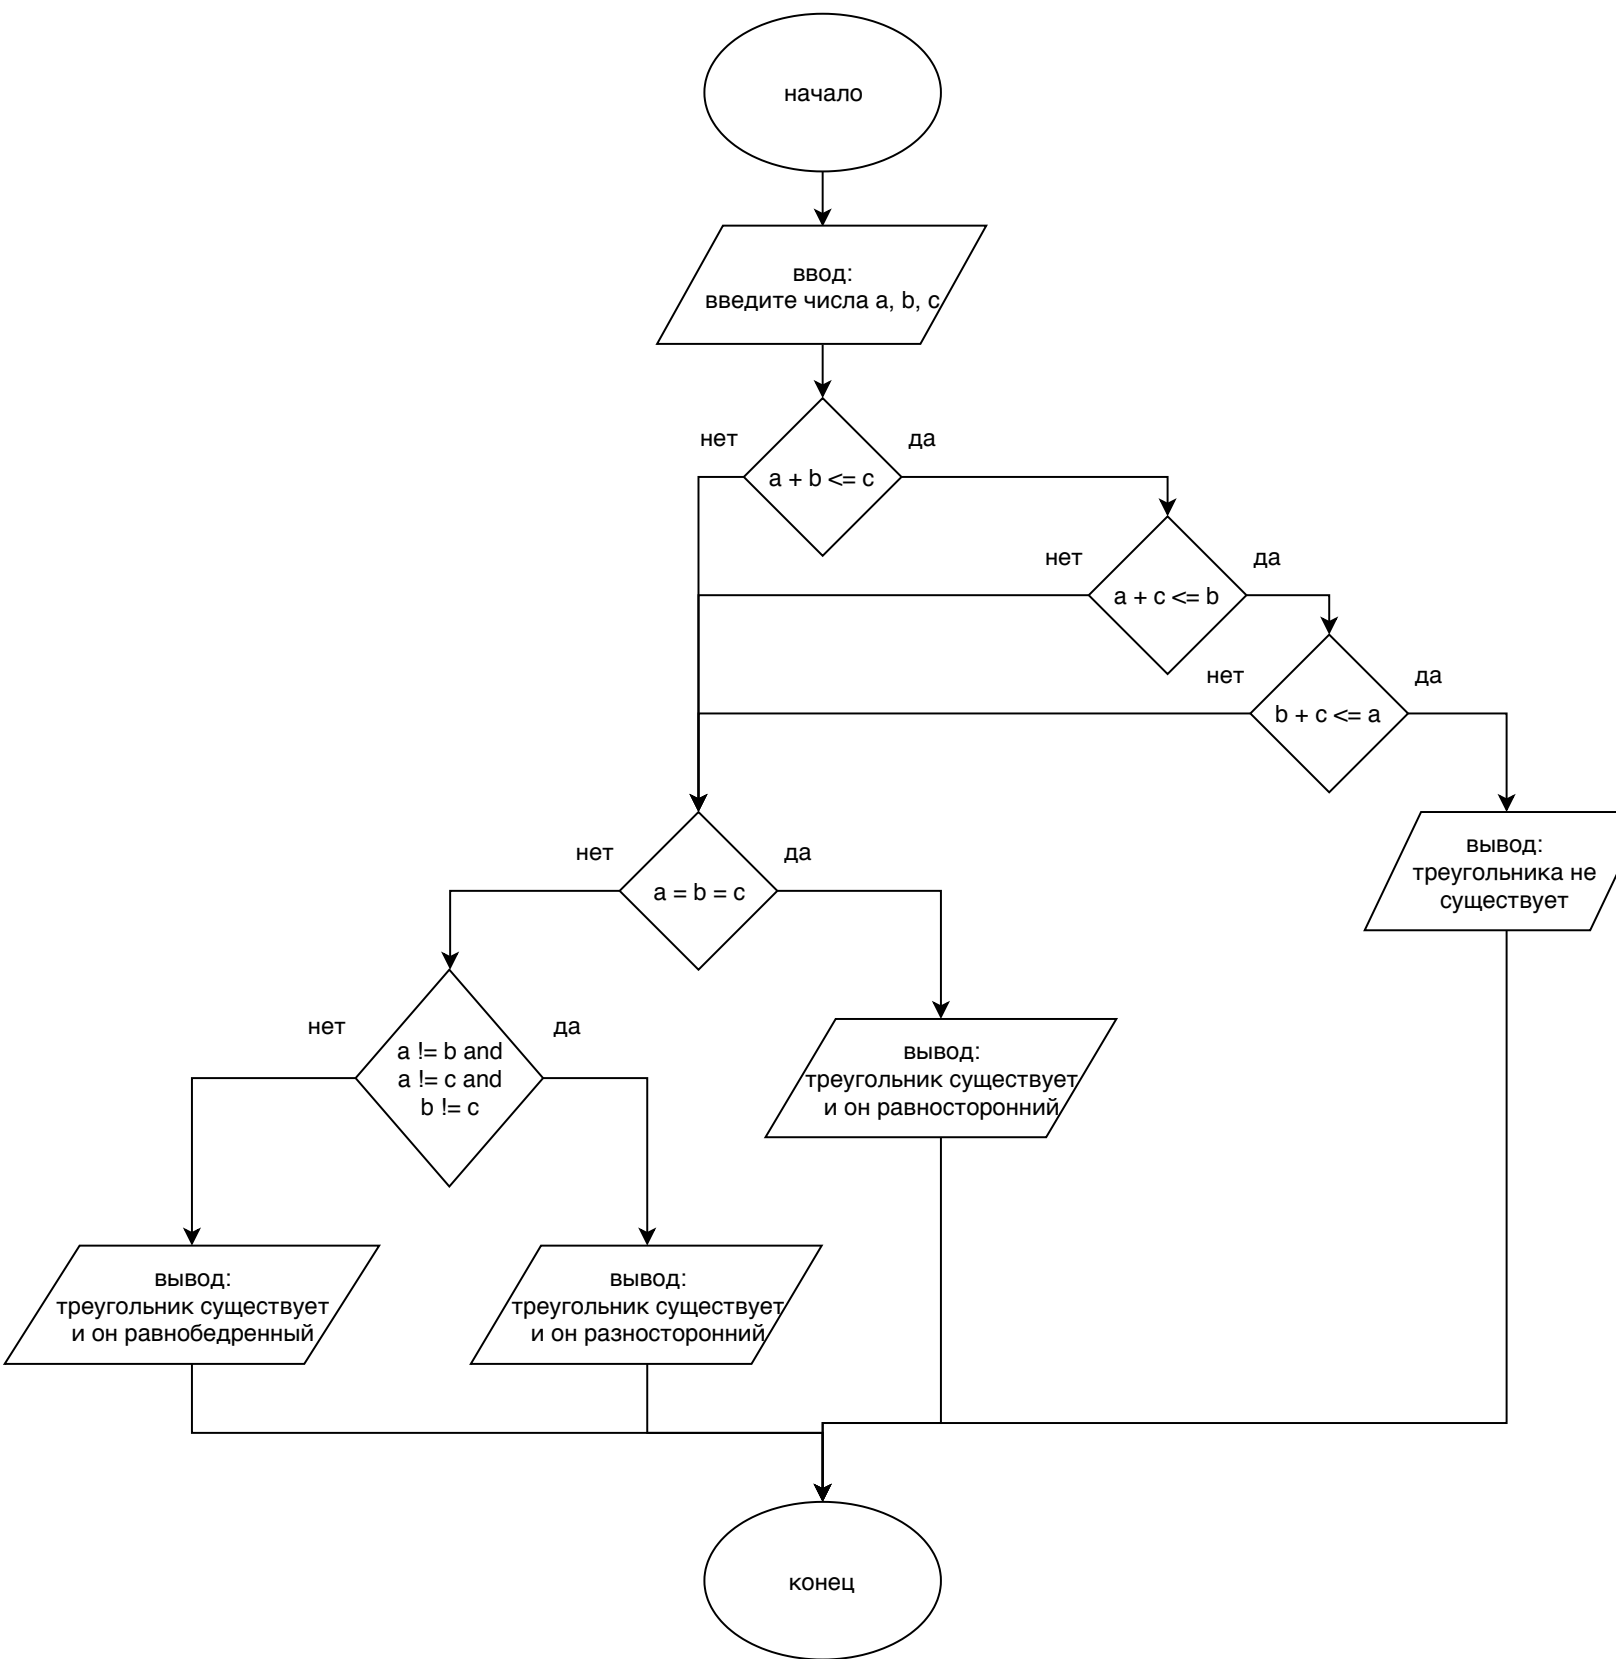 начало
ввод:
введите числа a, b, c
нет
да
a + b <= c
нет
да
a + c <= b
нет
да
b + c <= a
вывод:
треугольника не
существует
нет
да
a = b = c
нет
да
a != b and
a != c and
b != c
вывод:
треугольник существует
и он равносторонний
вывод:
треугольник существует
и он равнобедренный
вывод:
треугольник существует
и он разносторонний
конец